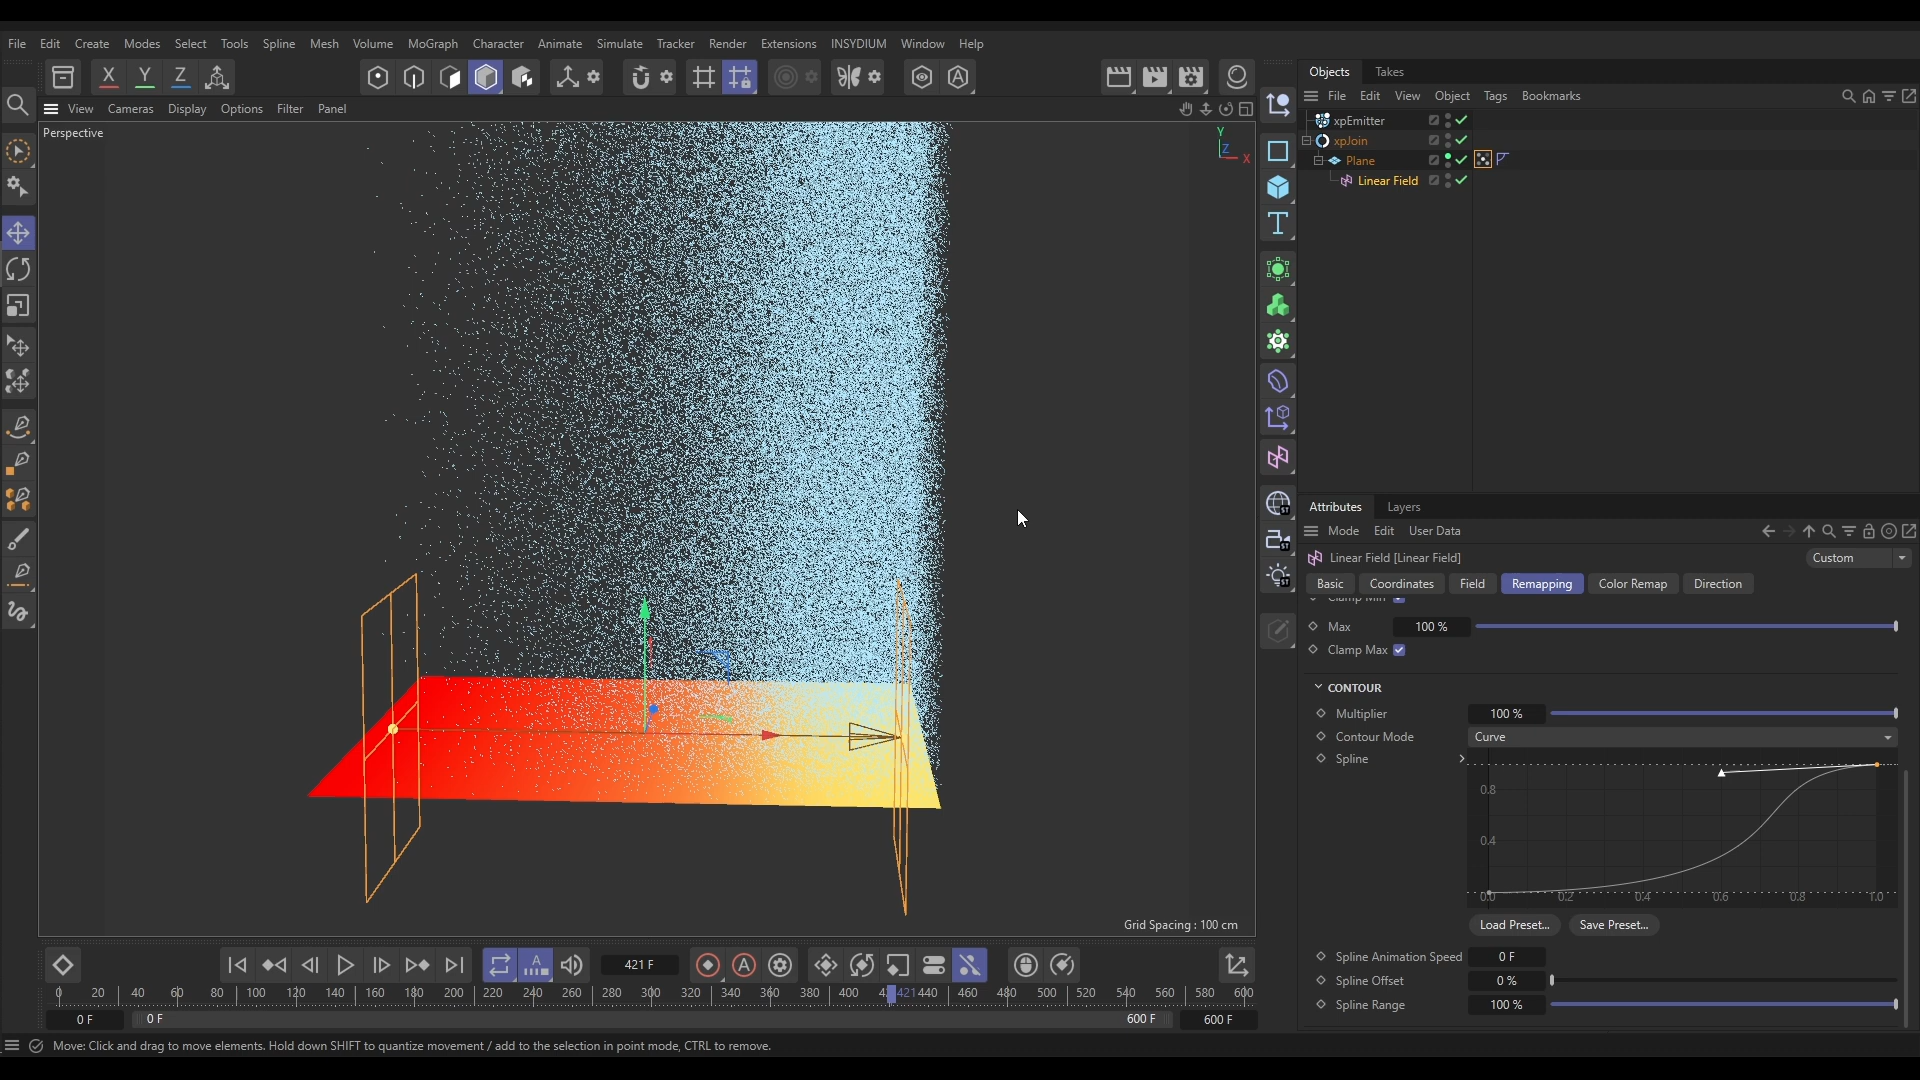 File Edit Create Modes Select Tools Spline Mesh Volume MoGraph Character Animate Simulate Tracker Render Extensions INSYDIUM Window Help
X Y Z
View Cameras Display Options Filter Panel
Perspective
Y
Z
X
Grid Spacing : 100 cm
Objects Takes
File Edit View Object Tags Bookmarks
xpEmitter
xpJoin
Plane
Linear Field
Attributes Layers
Mode Edit User Data
Linear Field [Linear Field]
Custom
Basic Coordinates Field Remapping Color Remap Direction
Clamp Min
Max 100 %
Clamp Max
CONTOUR
Multiplier 100 %
Contour Mode Curve
Spline
0.8
0.4
0.0 0.2 0.4 0.6 0.8 1.0
Load Preset... Save Preset...
Spline Animation Speed 0 F
Spline Offset 0 %
Spline Range 100 %
421 F
0 20 40 60 80 100 120 140 160 180 200 220 240 260 280 300 320 340 360 380 400 421 440 460 480 500 520 540 560 580 600
0 F 0 F 600 F 600 F
Move: Click and drag to move elements. Hold down SHIFT to quantize movement / add to the selection in point mode, CTRL to remove.